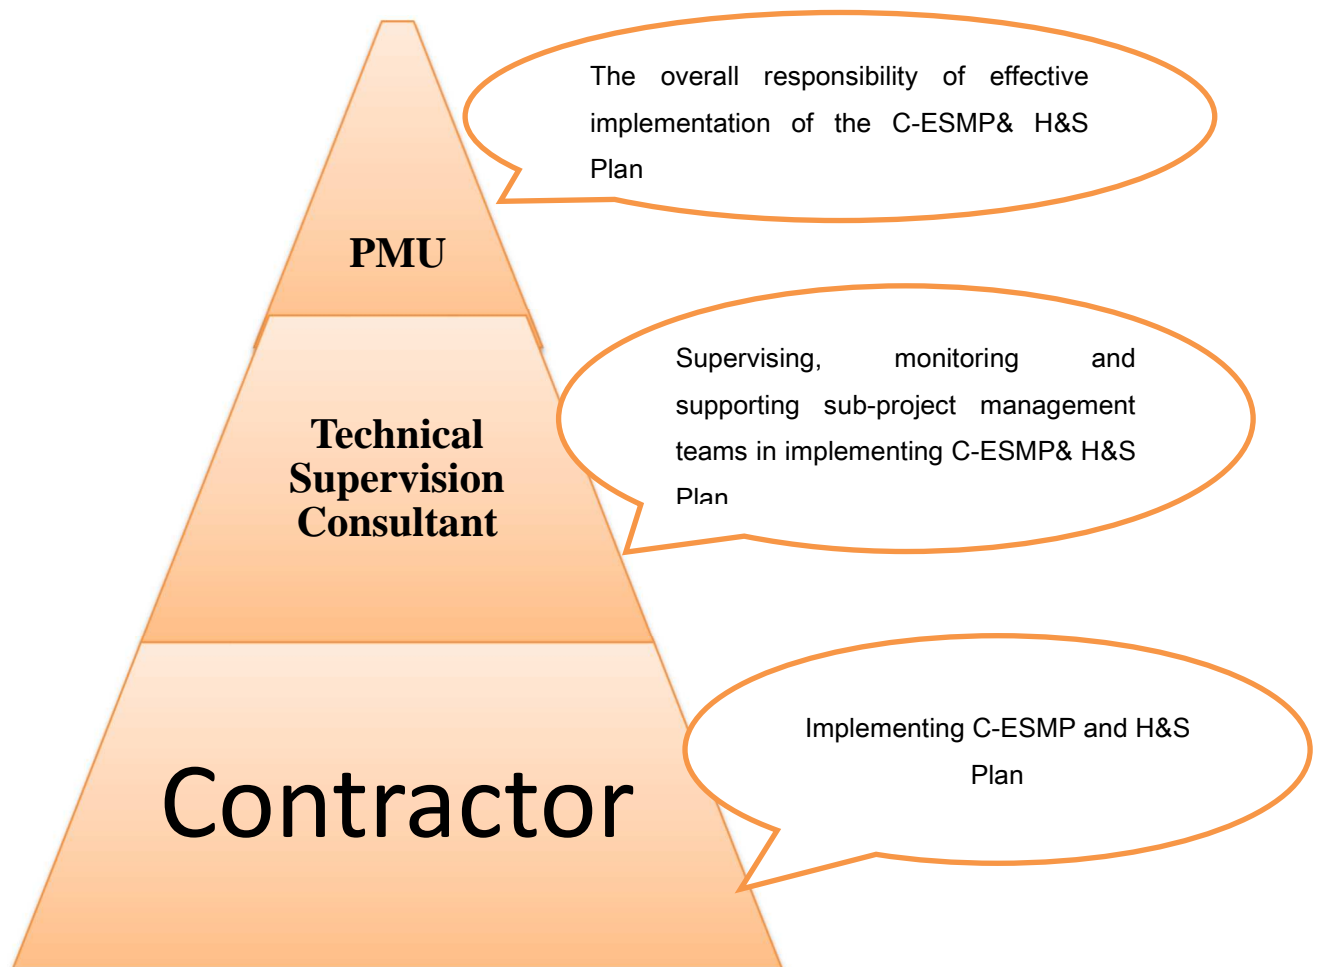 The overall responsibility of effective
implementation of the C-ESMP& H&S
Plan
PMU
Supervising, monitoring and
supporting sub-project management
teams in implementing C-ESMP& H&S
Plan
Technical
Supervision
Consultant
Implementing C-ESMP and H&S
Plan
Contractor